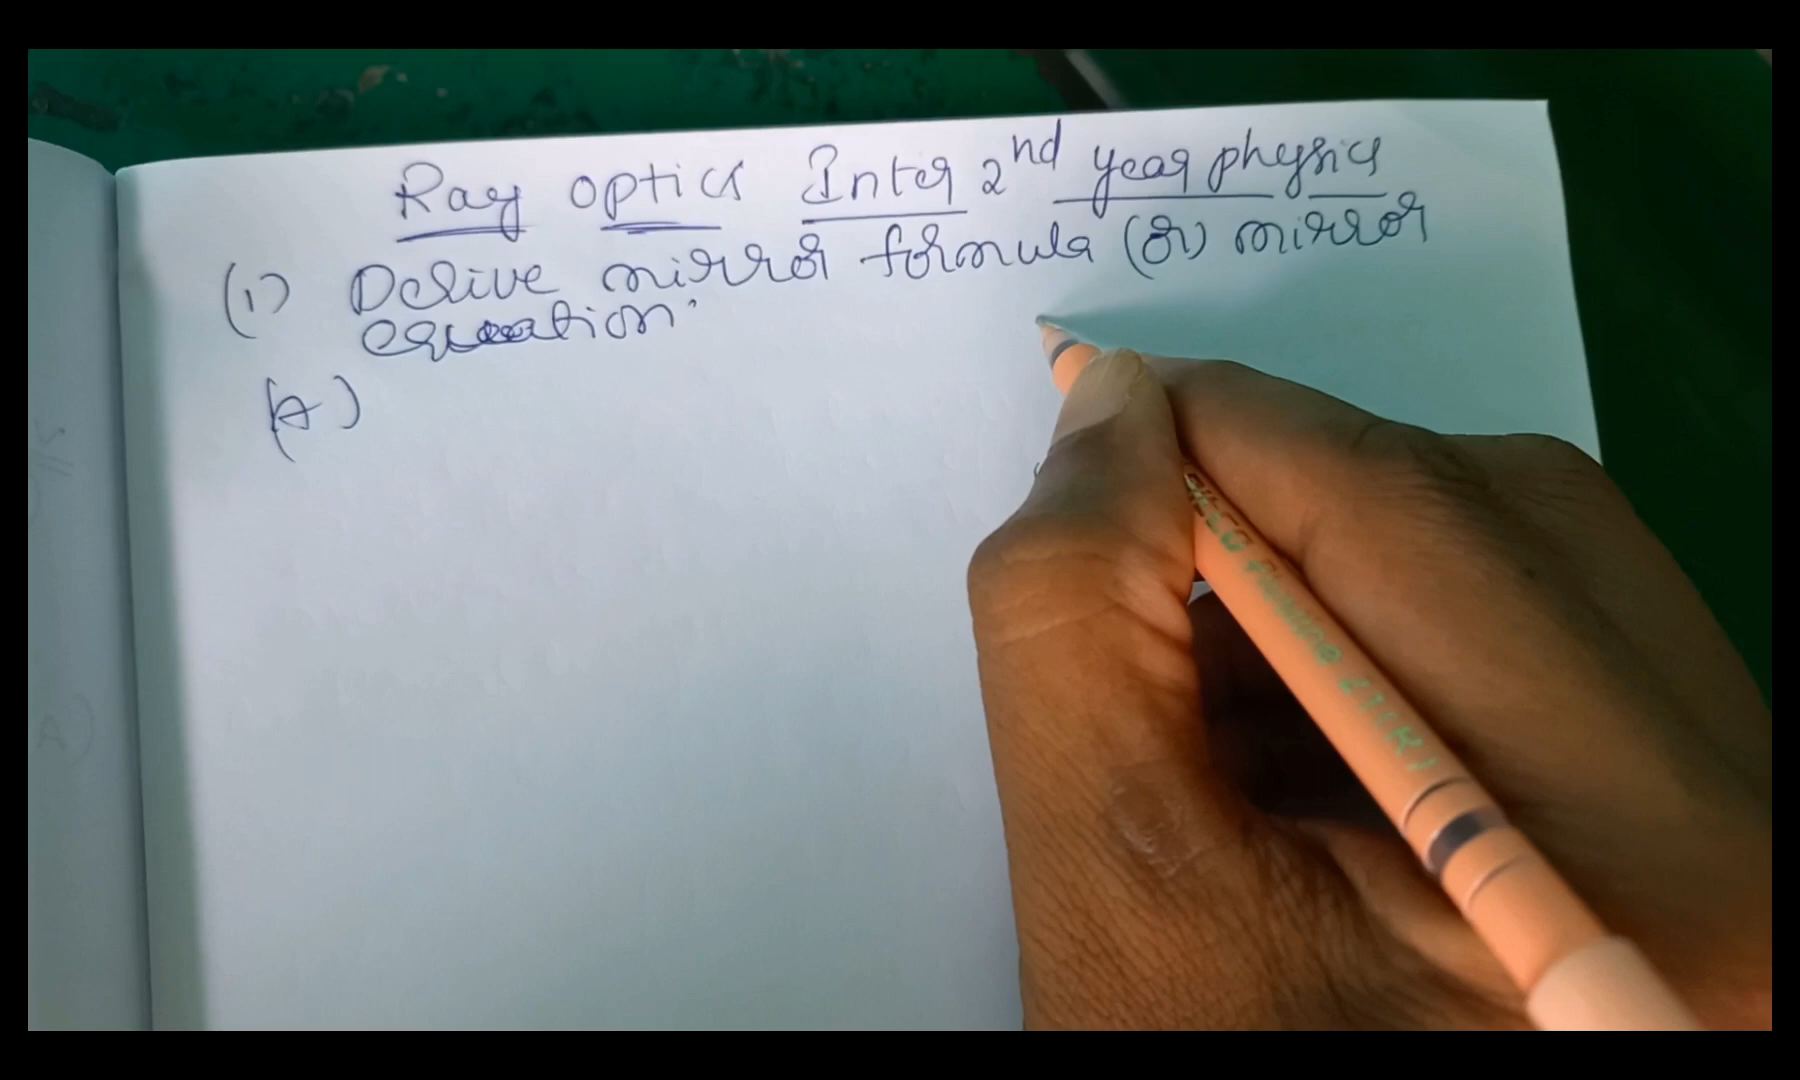 Ray optics Inter 2nd year physics
(1) Derive mirror formula (or) mirror
equation.
(A)